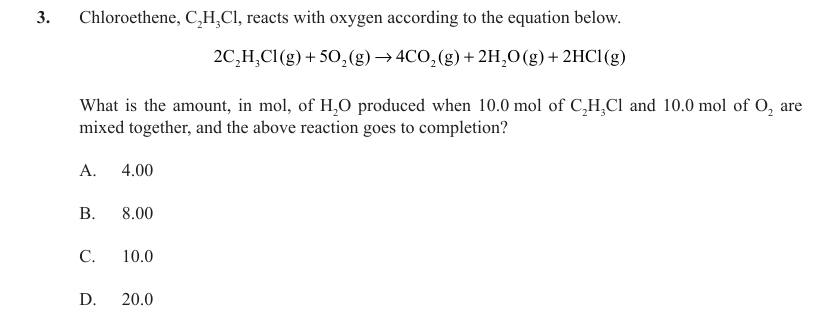 3. Chloroethene, C₂H₃Cl, reacts with oxygen according to the equation below.
2C₂H₃Cl(g) + 5O₂(g) → 4CO₂(g) + 2H₂O(g) + 2HCl(g)
What is the amount, in mol, of H₂O produced when 10.0 mol of C₂H₃Cl and 10.0 mol of O₂ are
mixed together, and the above reaction goes to completion?
A. 4.00
B. 8.00
C. 10.0
D. 20.0